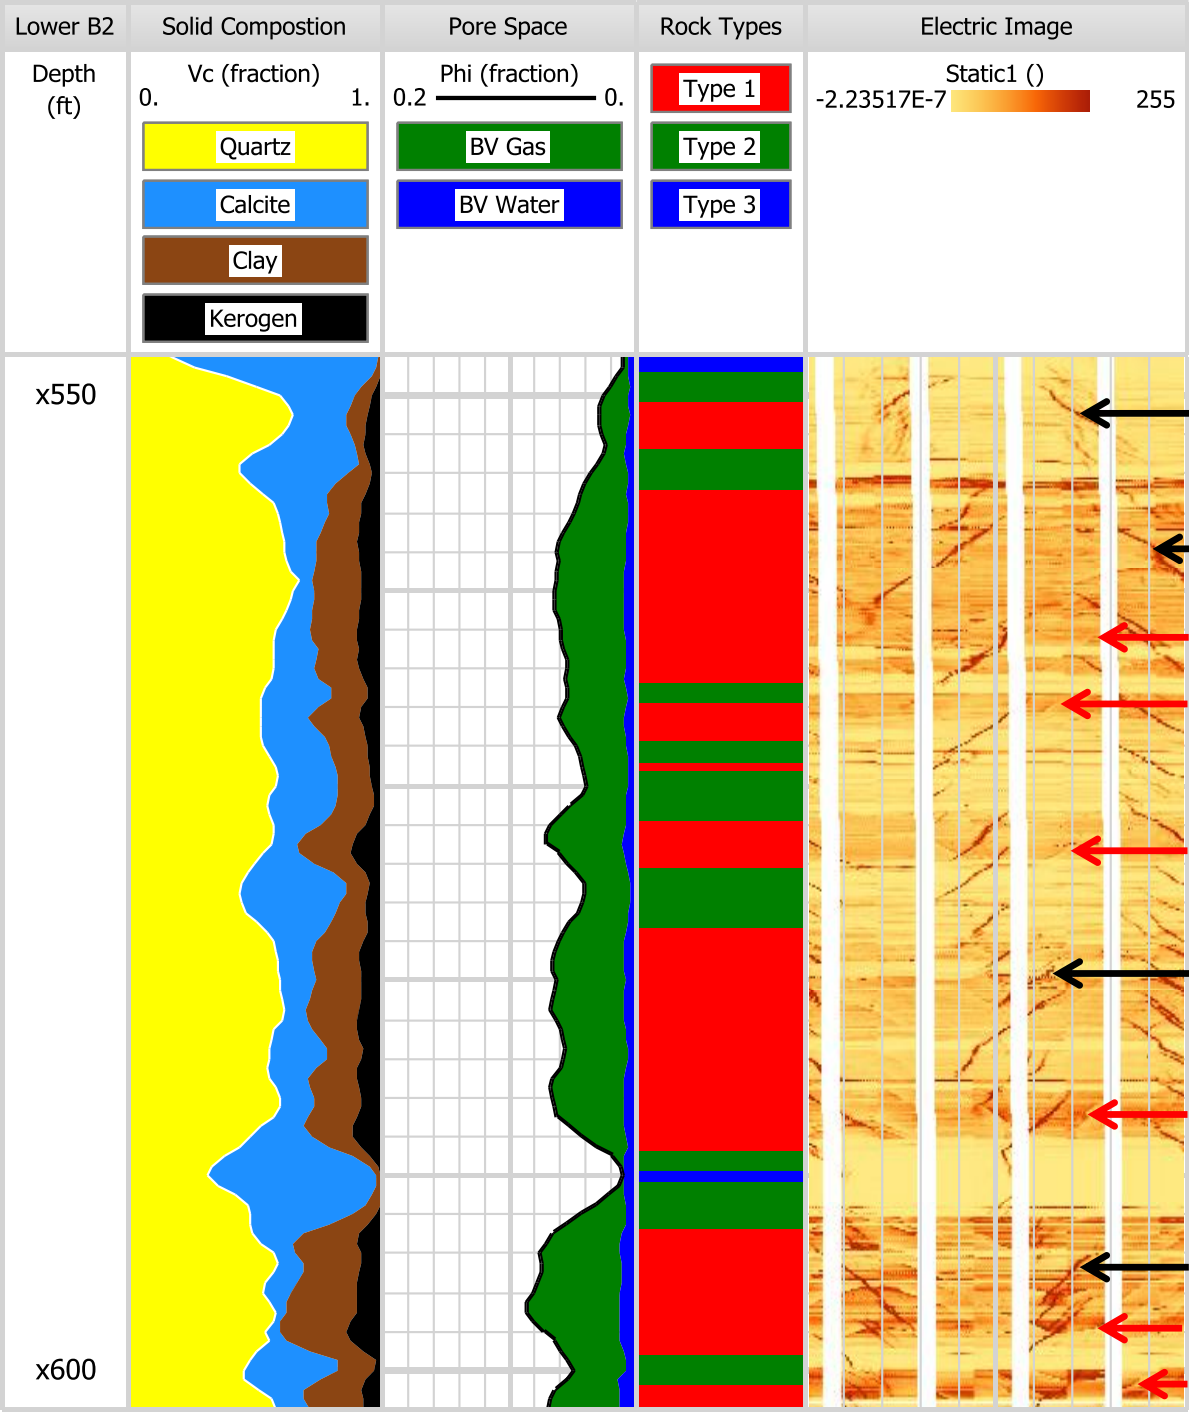 Lower B2
Solid Compostion
Pore Space
Rock Types
Electric Image
Depth
(ft)
Vc (fraction)
0. 1.
Quartz
Calcite
Clay
Kerogen
Phi (fraction)
0.2 0.
BV Gas
BV Water
Type 1
Type 2
Type 3
Static1 ()
-2.23517E-7 255
x550
x600